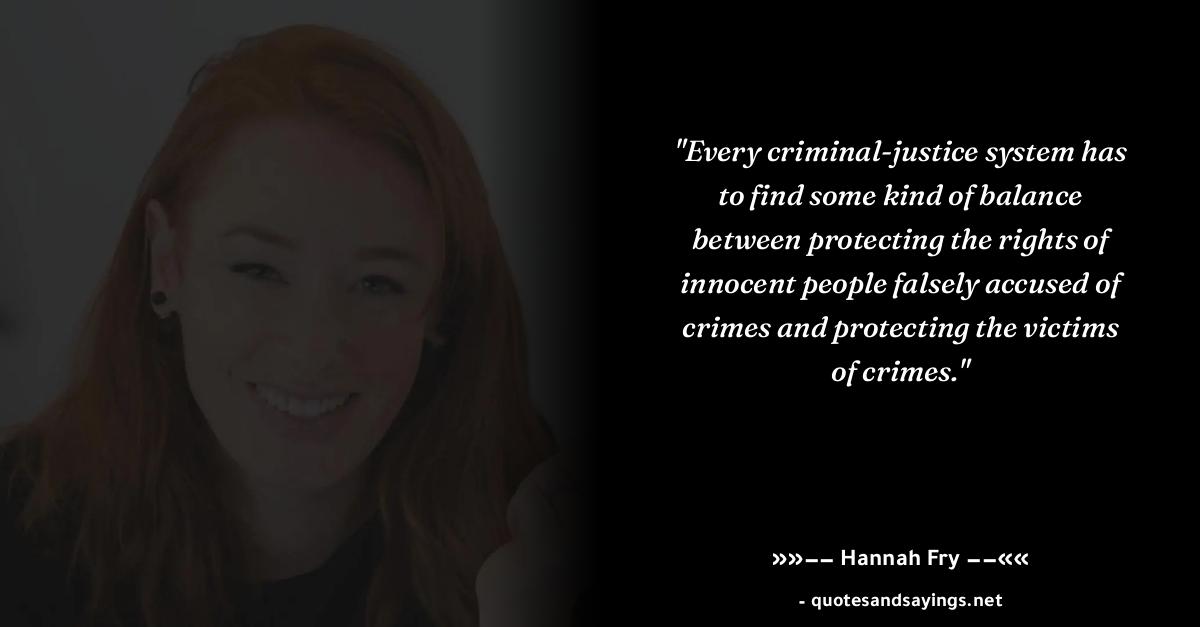 "Every criminal-justice system has
to find some kind of balance
between protecting the rights of
innocent people falsely accused of
crimes and protecting the victims
of crimes."
»»–– Hannah Fry ––««
- quotesandsayings.net